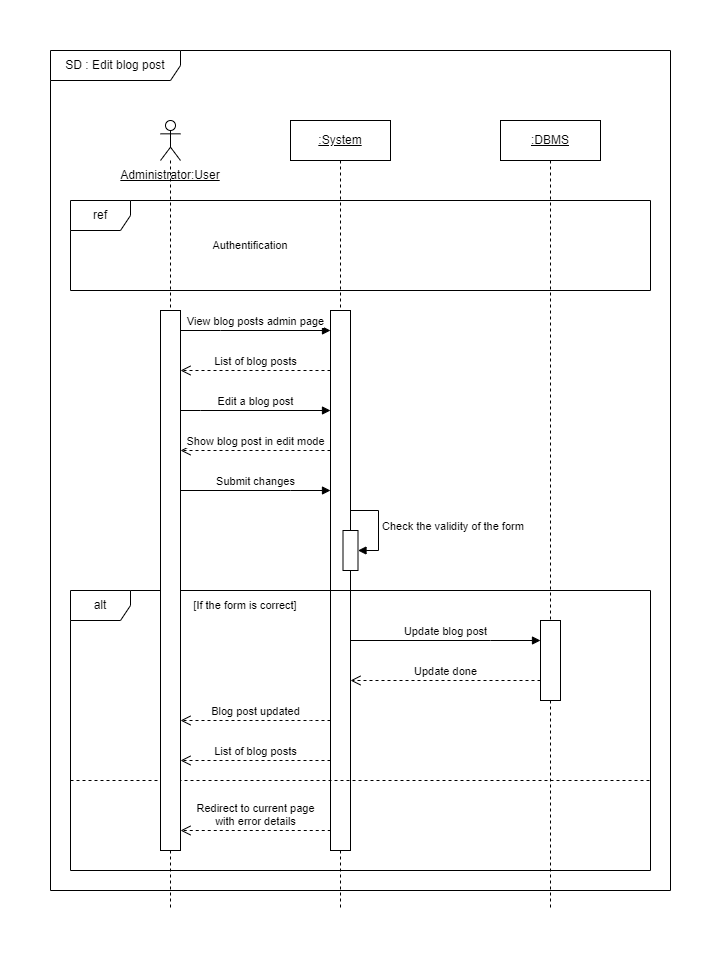 SD : Edit blog post
Administrator:User
:System
:DBMS
ref
Authentification
View blog posts admin page
List of blog posts
Edit a blog post
Show blog post in edit mode
Submit changes
Check the validity of the form
alt
[If the form is correct]
Update blog post
Update done
Blog post updated
List of blog posts
Redirect to current page
with error details